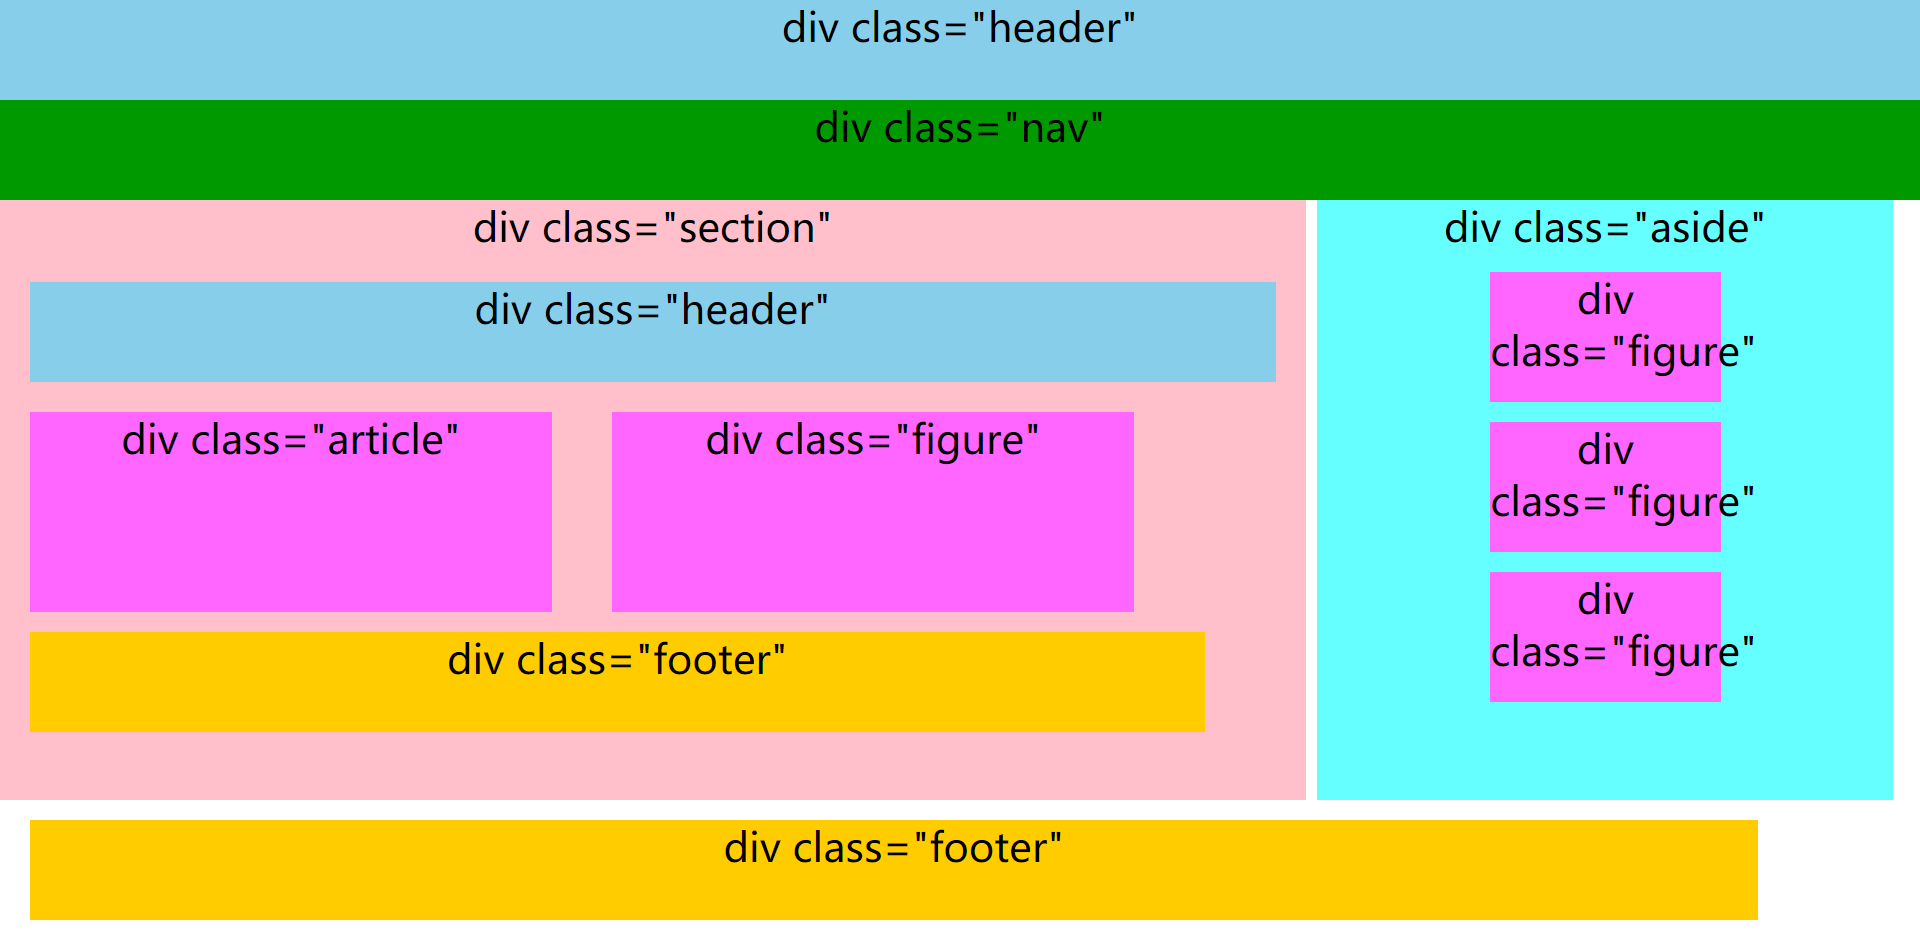 div class="header"
div class="nav"
div class="section"
div class="header"
div class="article"
div class="figure"
div class="footer"
div class="aside"
div
class="figure"
div
class="figure"
div
class="figure"
div class="footer"